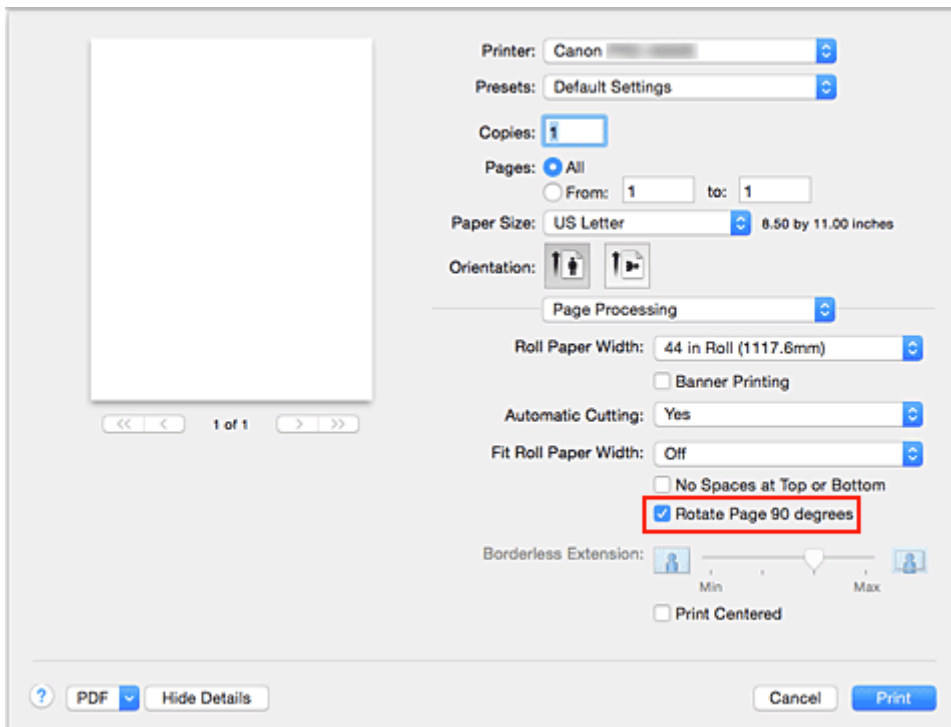 Printer: Canon
Presets: Default Settings
Copies: 1
Pages: All
From: 1 to: 1
Paper Size: US Letter 8.50 by 11.00 inches
Orientation:
Page Processing
Roll Paper Width: 44 in Roll (1117.6mm)
Banner Printing
<< < 1 of 1 > >>
Automatic Cutting: Yes
Fit Roll Paper Width: Off
No Spaces at Top or Bottom
Rotate Page 90 degrees
Borderless Extension:
Min Max
Print Centered
? PDF Hide Details Cancel Print